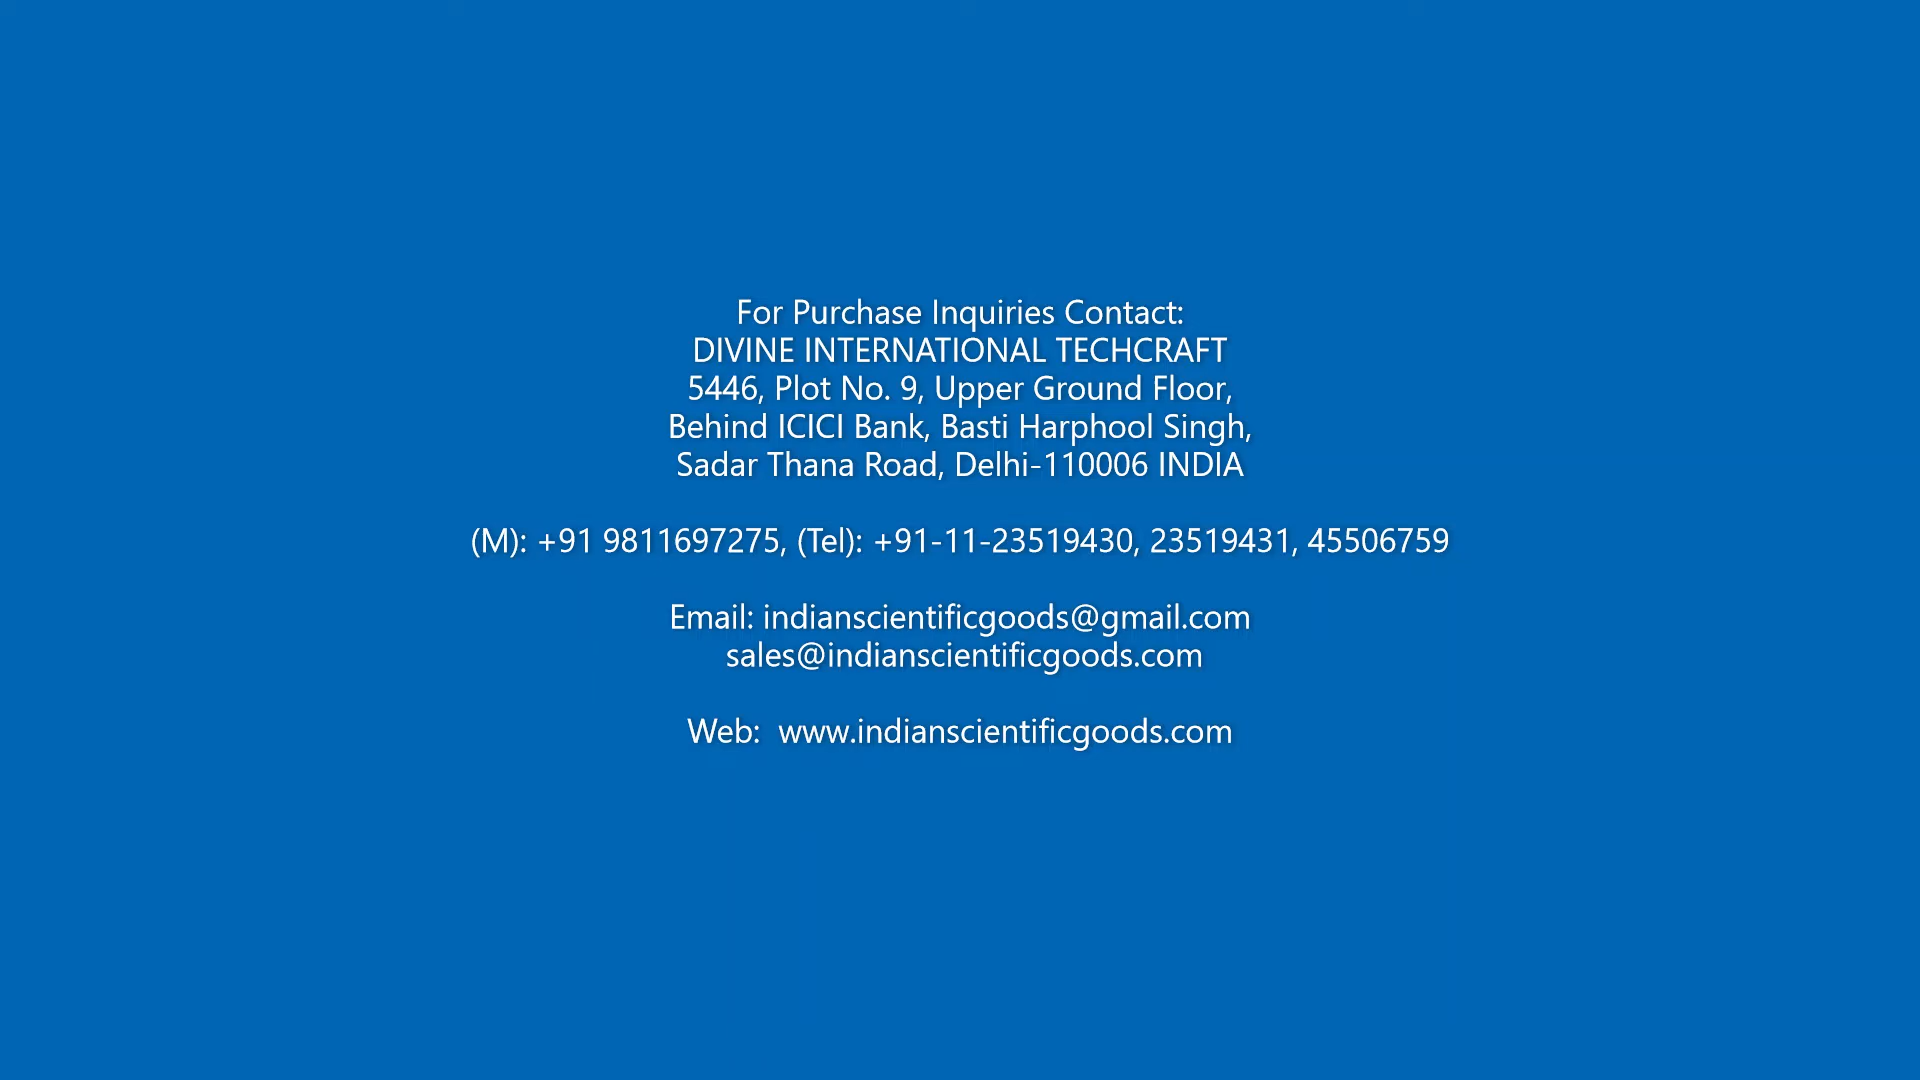 For Purchase Inquiries Contact:
DIVINE INTERNATIONAL TECHCRAFT
5446, Plot No. 9, Upper Ground Floor,
Behind ICICI Bank, Basti Harphool Singh,
Sadar Thana Road, Delhi-110006 INDIA
(M): +91 9811697275, (Tel): +91-11-23519430, 23519431, 45506759
Email: indianscientificgoods@gmail.com
sales@indianscientificgoods.com
Web:  www.indianscientificgoods.com